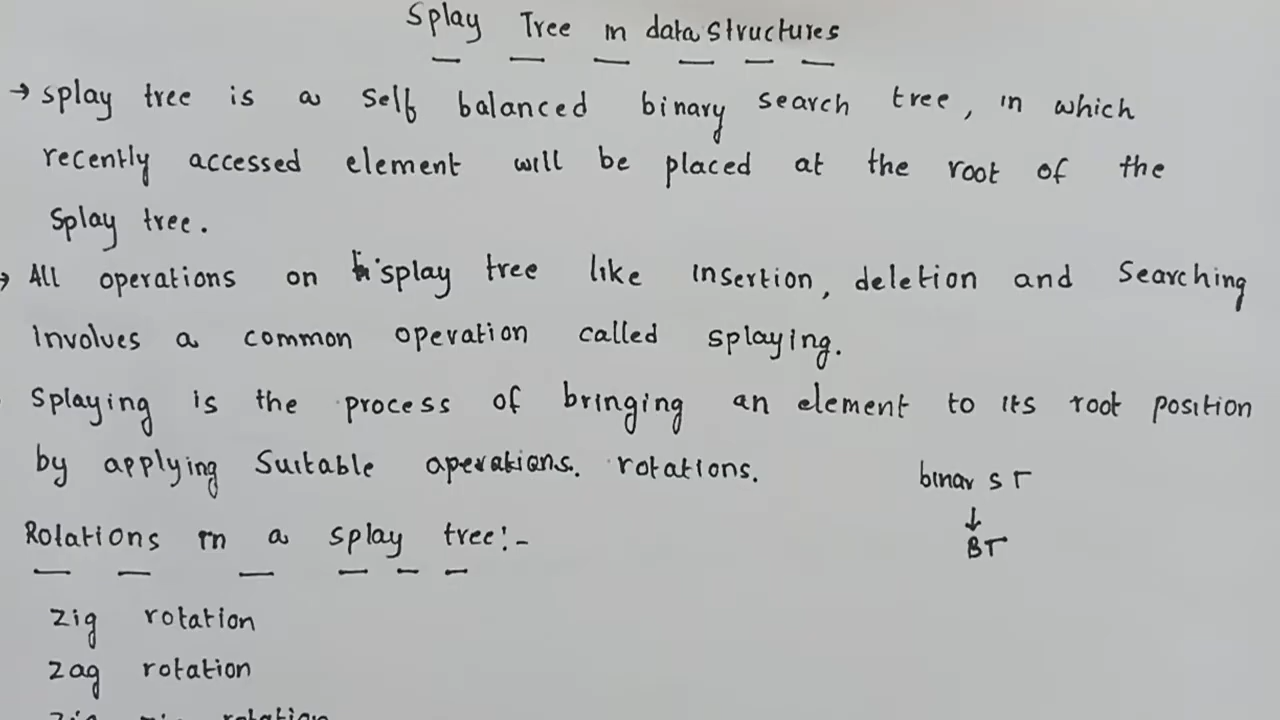 Splay Tree in data structures
→ splay tree is a self balanced binary search tree, in which
recently accessed element will be placed at the root of the
Splay tree.
→ All operations on splay tree like insertion, deletion and searching
involves a common operation called splaying.
Splaying is the process of bringing an element to its root position
by applying suitable operations. rotations.
binar S T
↓
BT
Rotations in a splay tree:-
zig rotation
zag rotation
zig rotation